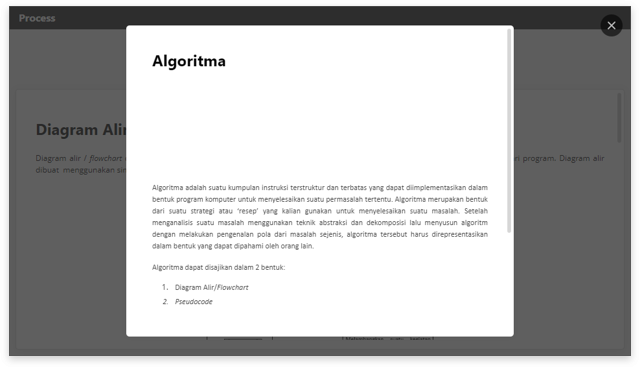 Process
Algoritma
Diagram Alir
Diagram alir / flowchart
ri program. Diagram alir
dibuat menggunakan
Algoritma adalah suatu kumpulan instruksi terstruktur dan terbatas yang dapat diimplementasikan dalam
bentuk program komputer untuk menyelesaikan suatu permasalah tertentu. Algoritma merupakan bentuk
dari suatu strategi atau 'resep' yang kalian gunakan untuk menyelesaikan suatu masalah. Setelah
menganalisis suatu masalah menggunakan teknik abstraksi dan dekomposisi lalu menyusun algoritm
dengan melakukan pengenalan pola dari masalah sejenis, algoritma tersebut harus direpresentasikan
dalam bentuk yang dapat dipahami oleh orang lain.
Algoritma dapat disajikan dalam 2 bentuk:
1. Diagram Alir/Flowchart
2. Pseudocode